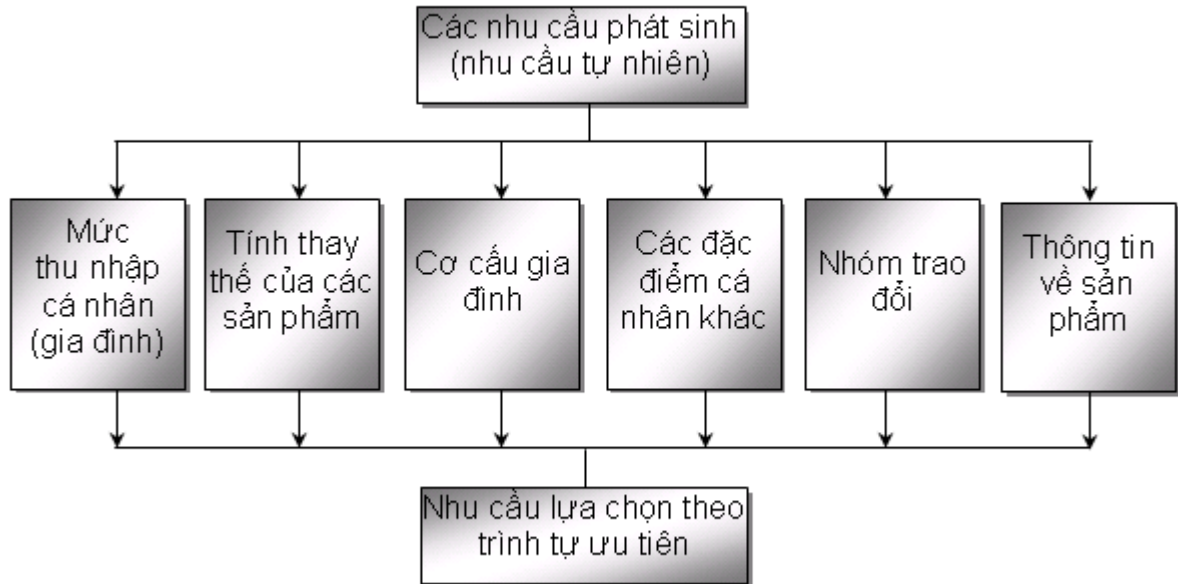 Các nhu cầu phát sinh
(nhu cầu tự nhiên)
Mức
thu nhập
cá nhân
(gia đình)
Tính thay
thế của các
sản phẩm
Cơ cấu gia
đình
Các đặc
điểm cá
nhân khác
Nhóm trao
đổi
Thông tin
về sản
phẩm
Nhu cầu lựa chọn theo
trình tự ưu tiên